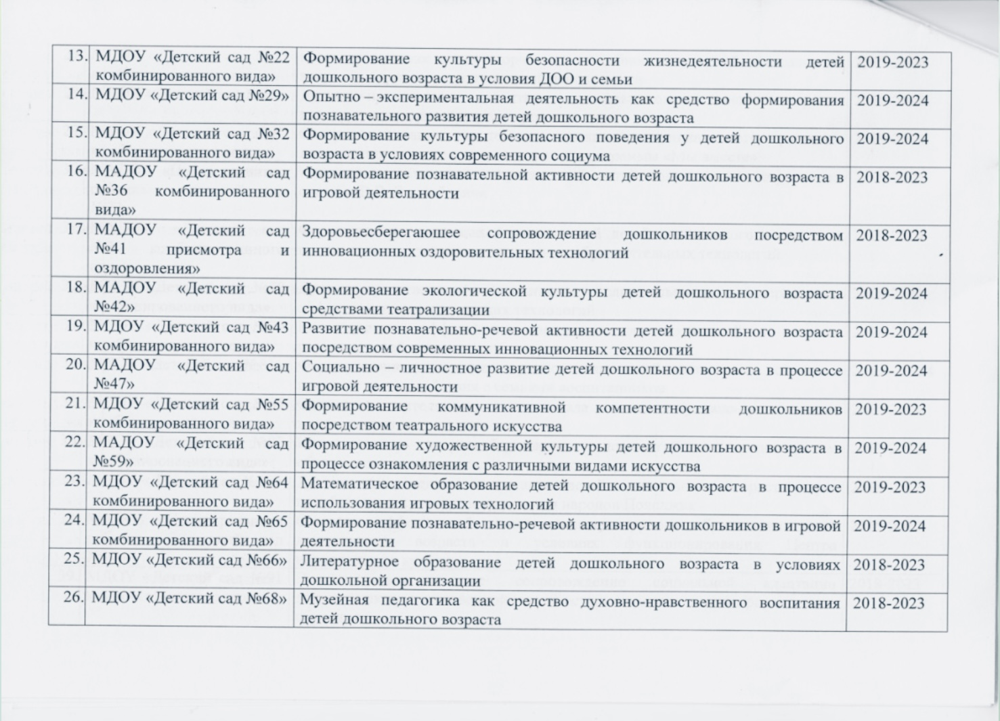 13. МДОУ «Детский сад №22 Формирование культуры безопасности жизнедеятельности детей 2019-2023
комбинированного вида» дошкольного возраста в условия ДОО и семьи
14. МДОУ «Детский сад №29» Опытно – экспериментальная деятельность как средство формирования 2019-2024
познавательного развития детей дошкольного возраста
15. МДОУ «Детский сад №32 Формирование культуры безопасного поведения у детей дошкольного 2019-2024
комбинированного вида» возраста в условиях современного социума
16. МАДОУ «Детский сад Формирование познавательной активности детей дошкольного возраста в 2018-2023
№36 комбинированного игровой деятельности
вида»
17. МАДОУ «Детский сад Здоровьесберегаюшее сопровождение дошкольников посредством 2018-2023
№41 присмотра и инновационных оздоровительных технологий
оздоровления»
18. МАДОУ «Детский сад Формирование экологической культуры детей дошкольного возраста 2019-2024
№42» средствами театрализации
19. МДОУ «Детский сад №43 Развитие познавательно-речевой активности детей дошкольного возраста 2019-2024
комбинированного вида» посредством современных инновационных технологий
20. МАДОУ «Детский сад Социально – личностное развитие детей дошкольного возраста в процессе 2019-2024
№47» игровой деятельности
21. МДОУ «Детский сад №55 Формирование коммуникативной компетентности дошкольников 2019-2023
комбинированного вида» посредством театрального искусства
22. МАДОУ «Детский сад Формирование художественной культуры детей дошкольного возраста в 2019-2024
№59» процессе ознакомления с различными видами искусства
23. МДОУ «Детский сад №64 Математическое образование детей дошкольного возраста в процессе 2019-2023
комбинированного вида» использования игровых технологий
24. МДОУ «Детский сад №65 Формирование познавательно-речевой активности дошкольников в игровой 2019-2024
комбинированного вида» деятельности
25. МДОУ «Детский сад №66» Литературное образование детей дошкольного возраста в условиях 2018-2023
дошкольной организации
26. МДОУ «Детский сад №68» Музейная педагогика как средство духовно-нравственного воспитания 2018-2023
детей дошкольного возраста